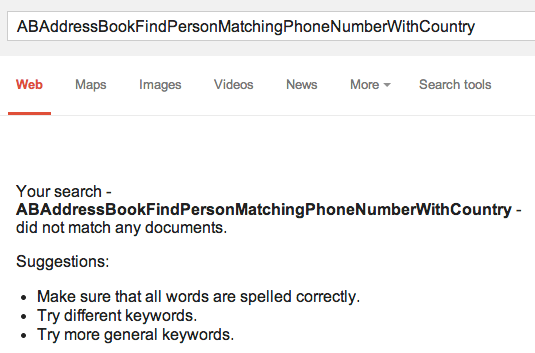 ABAddressBookFindPersonMatchingPhoneNumberWithCountry
Web Maps Images Videos News More Search tools
Your search -
ABAddressBookFindPersonMatchingPhoneNumberWithCountry -
did not match any documents.
Suggestions:
• Make sure that all words are spelled correctly.
• Try different keywords.
• Try more general keywords.